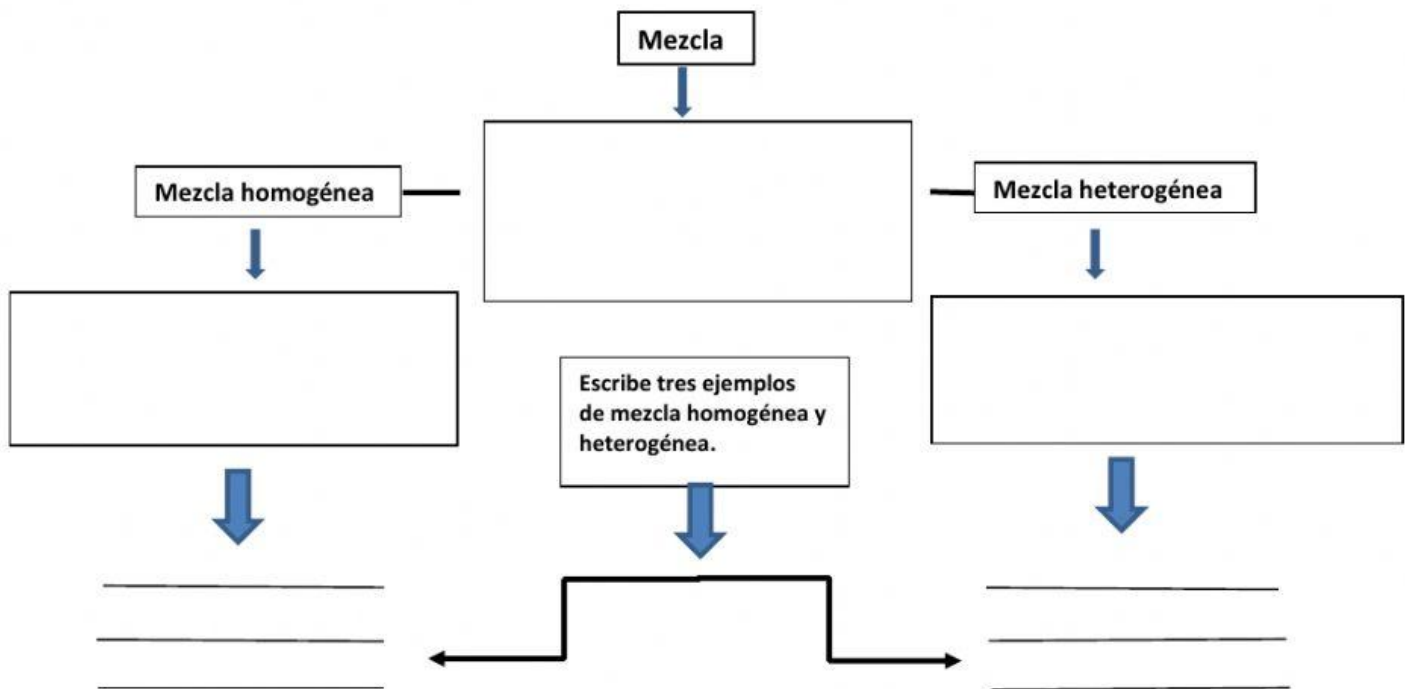 Mezcla
Mezcla homogénea
Mezcla heterogénea
Escribe tres ejemplos
de mezcla homogénea y
heterogénea.